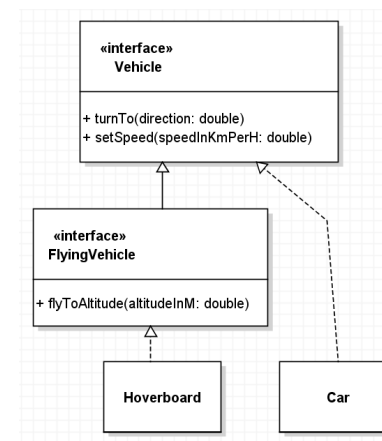 «interface»
Vehicle
+ turnTo(direction: double)
+ setSpeed(speedInKmPerH: double)
«interface»
FlyingVehicle
+ flyToAltitude(altitudeInM: double)
Hoverboard
Car